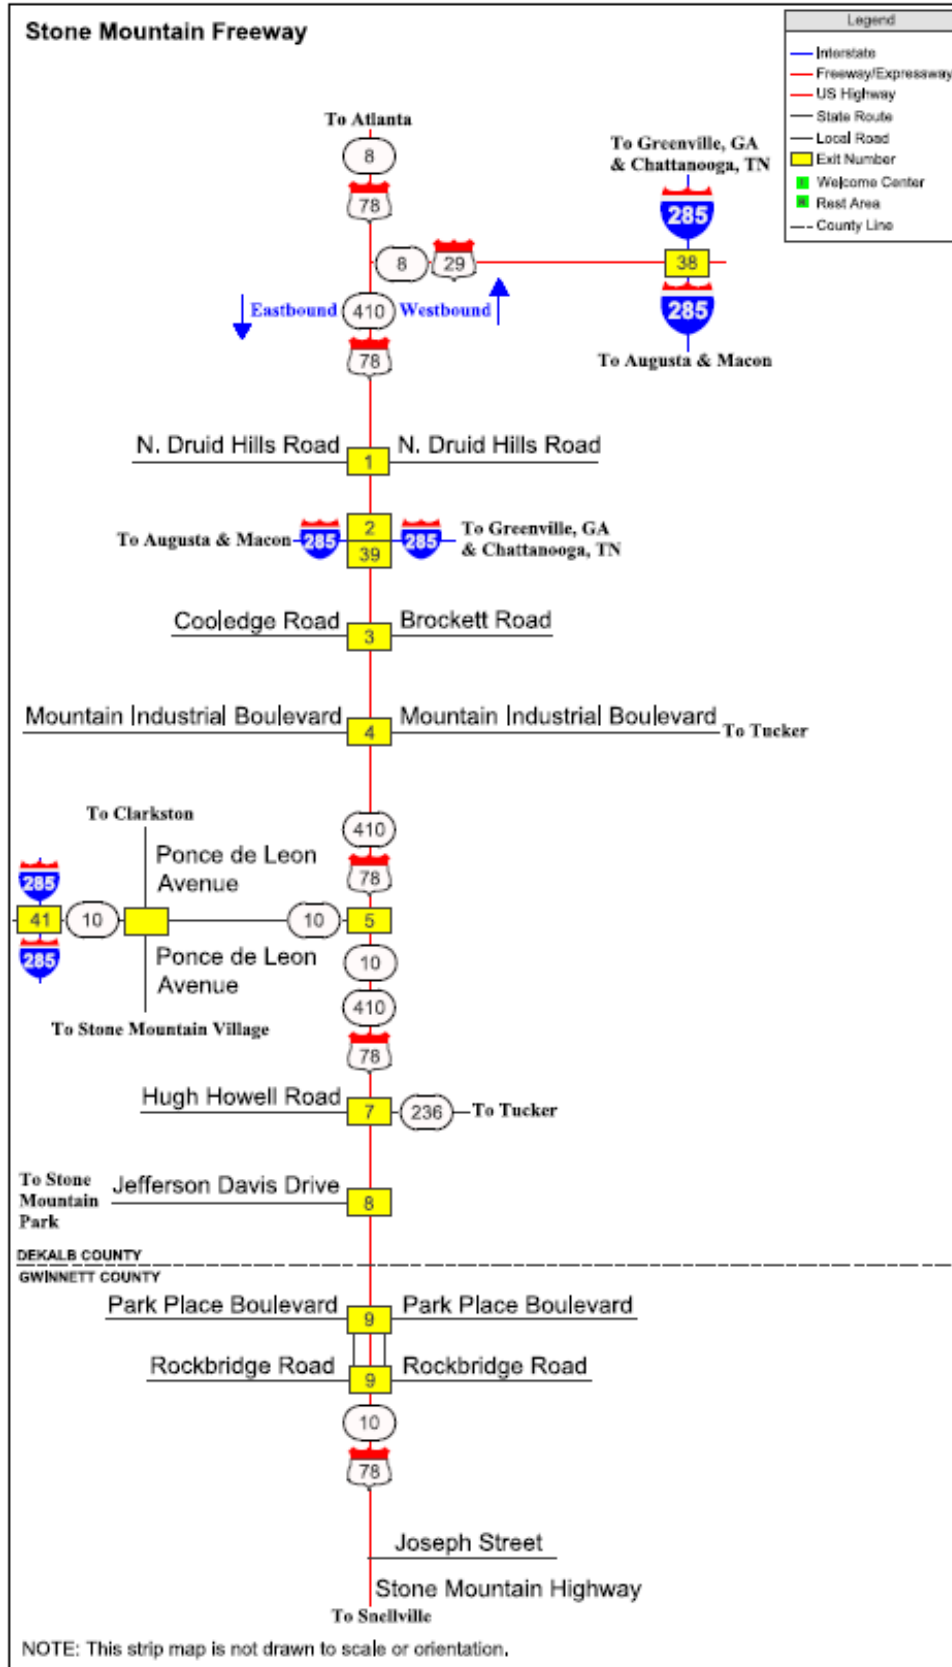 Stone Mountain Freeway
Legend
Interstate
Freeway/Expressway
US Highway
State Route
Local Road
Exit Number
Welcome Center
R Rest Area
County Line
To Atlanta
8
78
To Greenville, GA
& Chattanooga, TN
285
8 29 38
Eastbound 410 Westbound
285
78
To Augusta & Macon
N. Druid Hills Road 1 N. Druid Hills Road
2
To Augusta & Macon 285 285 To Greenville, GA
39 & Chattanooga, TN
Cooledge Road 3 Brockett Road
Mountain Industrial Boulevard 4 Mountain Industrial Boulevard To Tucker
To Clarkston
410
Ponce de Leon
Avenue
285 78
41 10 10 5
285
Ponce de Leon
Avenue
10
410
To Stone Mountain Village
78
Hugh Howell Road 7 236 To Tucker
To Stone
Mountain
Park
Jefferson Davis Drive 8
DEKALB COUNTY
GWINNETT COUNTY
Park Place Boulevard 9 Park Place Boulevard
Rockbridge Road 9 Rockbridge Road
10
78
Joseph Street
Stone Mountain Highway
To Snellville
NOTE: This strip map is not drawn to scale or orientation.